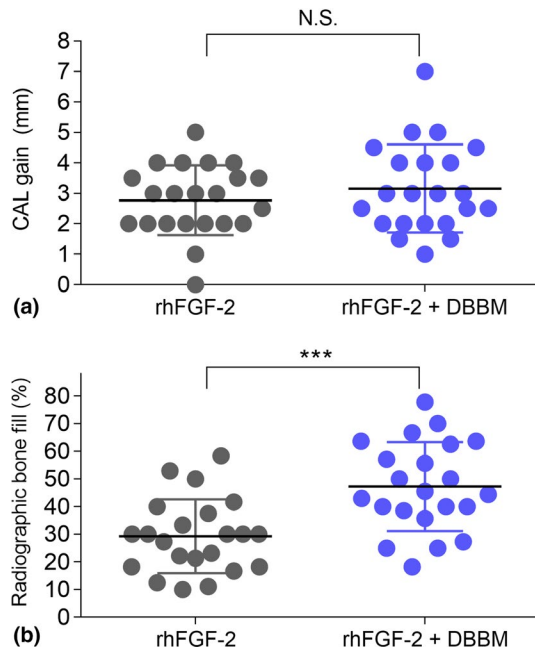 N.S.
CAL gain (mm)
8
7
6
5
4
3
2
1
0
(a)
rhFGF-2
rhFGF-2 + DBBM
***
Radiographic bone fill (%)
80
70
60
50
40
30
20
10
0
(b)
rhFGF-2
rhFGF-2 + DBBM